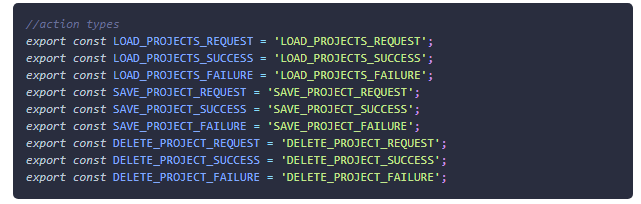 //action types
export const LOAD_PROJECTS_REQUEST = 'LOAD_PROJECTS_REQUEST';
export const LOAD_PROJECTS_SUCCESS = 'LOAD_PROJECTS_SUCCESS';
export const LOAD_PROJECTS_FAILURE = 'LOAD_PROJECTS_FAILURE';
export const SAVE_PROJECT_REQUEST = 'SAVE_PROJECT_REQUEST';
export const SAVE_PROJECT_SUCCESS = 'SAVE_PROJECT_SUCCESS';
export const SAVE_PROJECT_FAILURE = 'SAVE_PROJECT_FAILURE';
export const DELETE_PROJECT_REQUEST = 'DELETE_PROJECT_REQUEST';
export const DELETE_PROJECT_SUCCESS = 'DELETE_PROJECT_SUCCESS';
export const DELETE_PROJECT_FAILURE = 'DELETE_PROJECT_FAILURE';